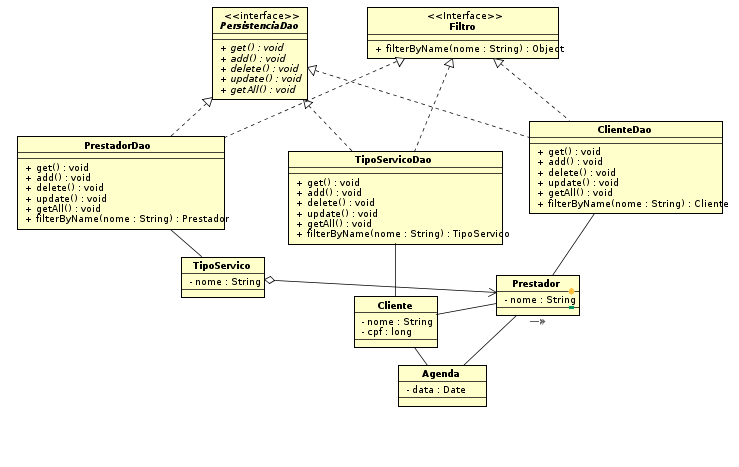 <<interface>>
PersistenciaDao
+ get() : void
+ add() : void
+ delete() : void
+ update() : void
+ getAll() : void
<<Interface>>
Filtro
+ filterByName(nome : String) : Object
PrestadorDao
+ get() : void
+ add() : void
+ delete() : void
+ update() : void
+ getAll() : void
+ filterByName(nome : String) : Prestador
TipoServicoDao
+ get() : void
+ add() : void
+ delete() : void
+ update() : void
+ getAll() : void
+ filterByName(nome : String) : TipoServico
ClienteDao
+ get() : void
+ add() : void
+ delete() : void
+ update() : void
+ getAll() : void
+ filterByName(nome : String) : Cliente
TipoServico
- nome : String
Cliente
- nome : String
- cpf : long
Prestador
- nome : String
Agenda
- data : Date